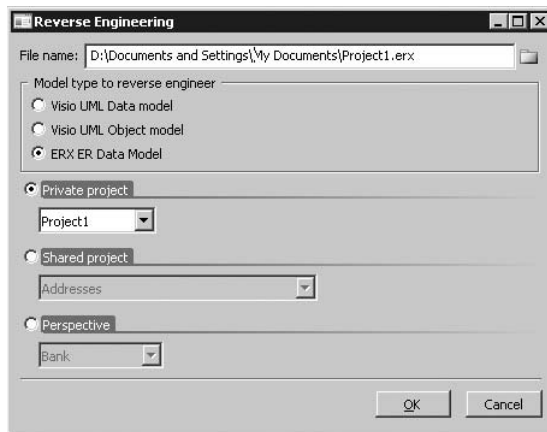 Reverse Engineering
File name: D:\Documents and Settings\My Documents\Project1.erx
Model type to reverse engineer
Visio UML Data model
Visio UML Object model
ERX ER Data Model
Private project
Project1
Shared project
Addresses
Perspective
Bank
OK Cancel